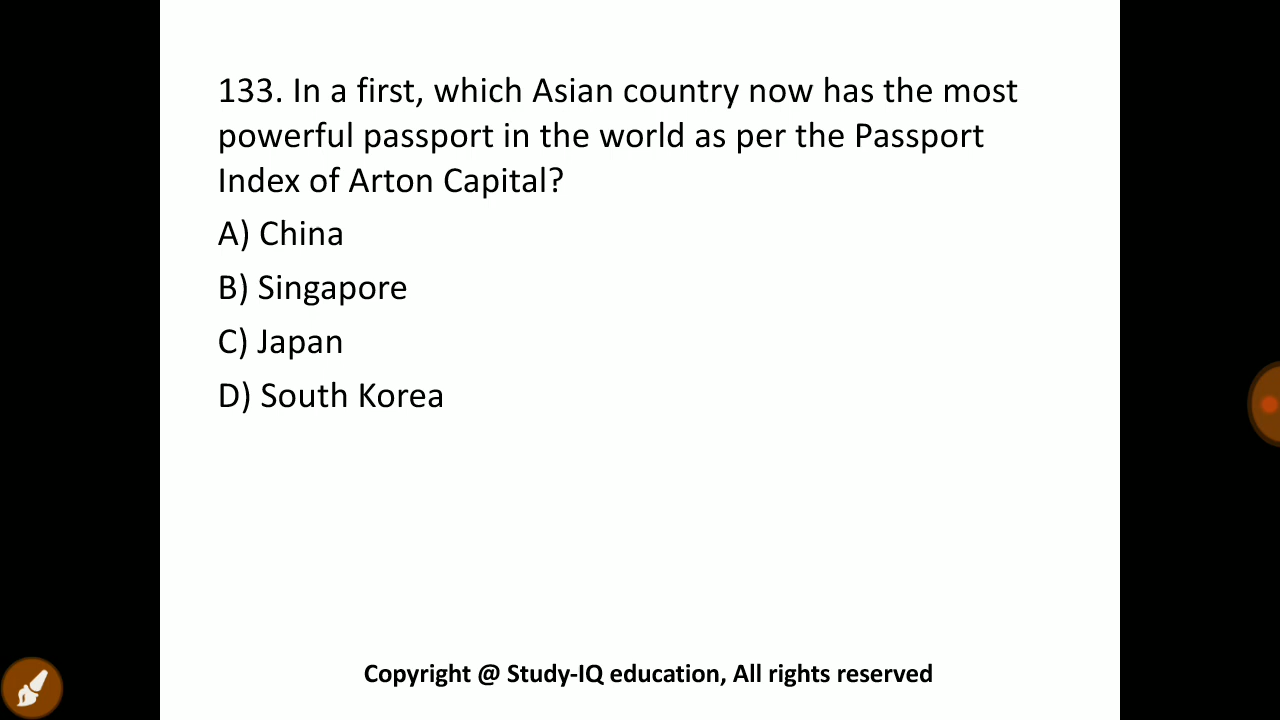 133. In a first, which Asian country now has the most
powerful passport in the world as per the Passport
Index of Arton Capital?
A) China
B) Singapore
C) Japan
D) South Korea
Copyright @ Study-IQ education, All rights reserved